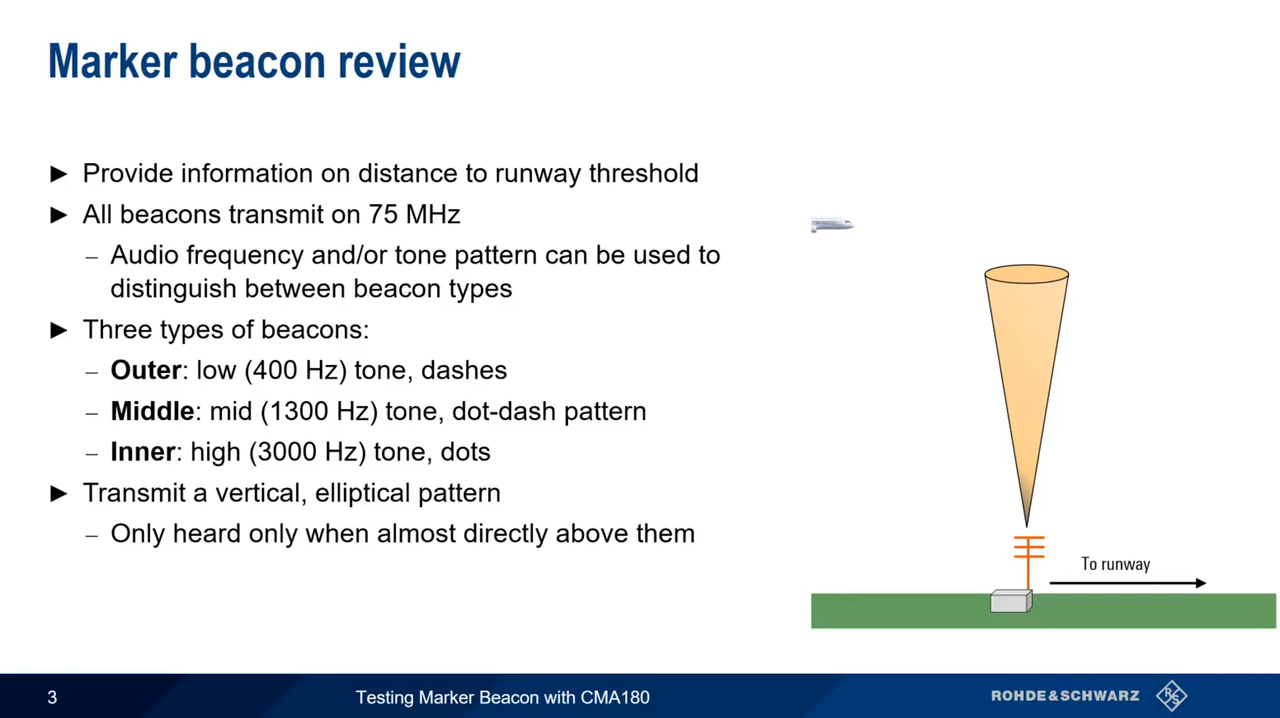 Marker beacon review
► Provide information on distance to runway threshold
► All beacons transmit on 75 MHz
– Audio frequency and/or tone pattern can be used to
distinguish between beacon types
► Three types of beacons:
– Outer: low (400 Hz) tone, dashes
– Middle: mid (1300 Hz) tone, dot-dash pattern
– Inner: high (3000 Hz) tone, dots
► Transmit a vertical, elliptical pattern
– Only heard only when almost directly above them
To runway
3
Testing Marker Beacon with CMA180
ROHDE&SCHWARZ
R&S